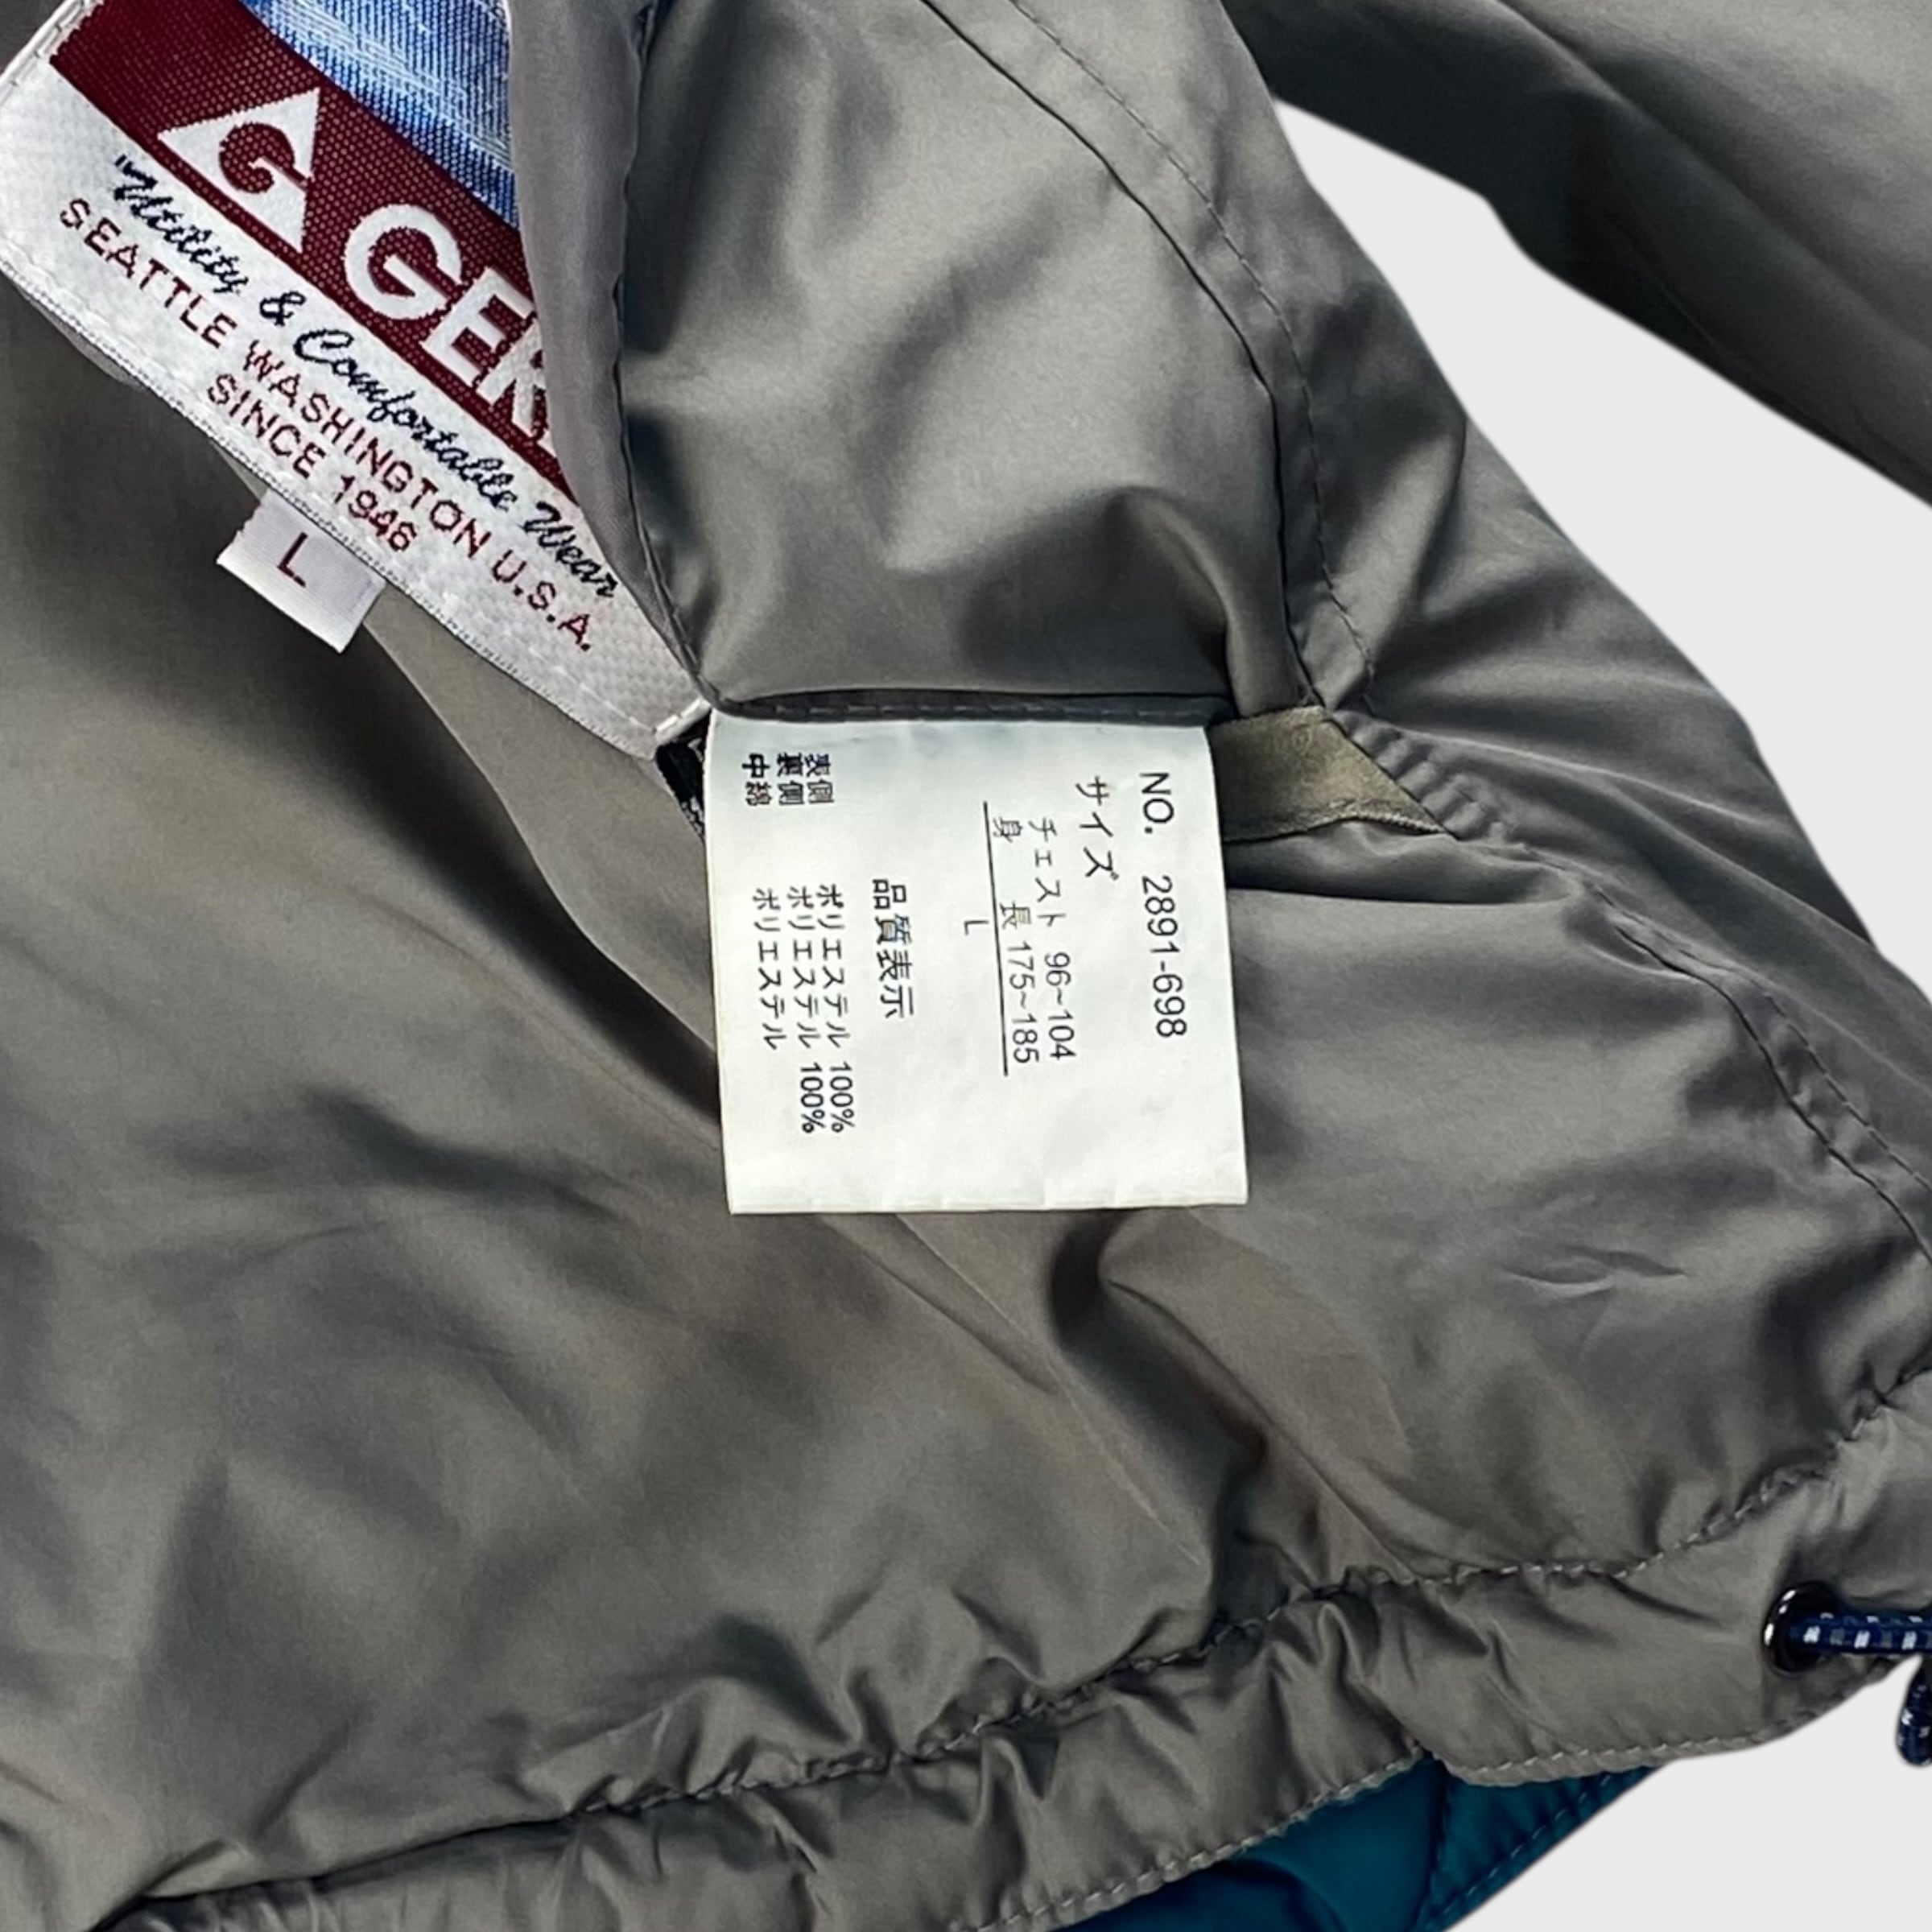 G GER
"Utility & Comfortable Wear
SEATTLE WASHINGTON U.S.A.
SINCE 1946
L
NO. 2891-698
サイズ
チェスト 96~104
身 長 175~185
L
品質表示
表側 ポリエステル 100%
裏側 ポリエステル 100%
中綿 ポリエステル